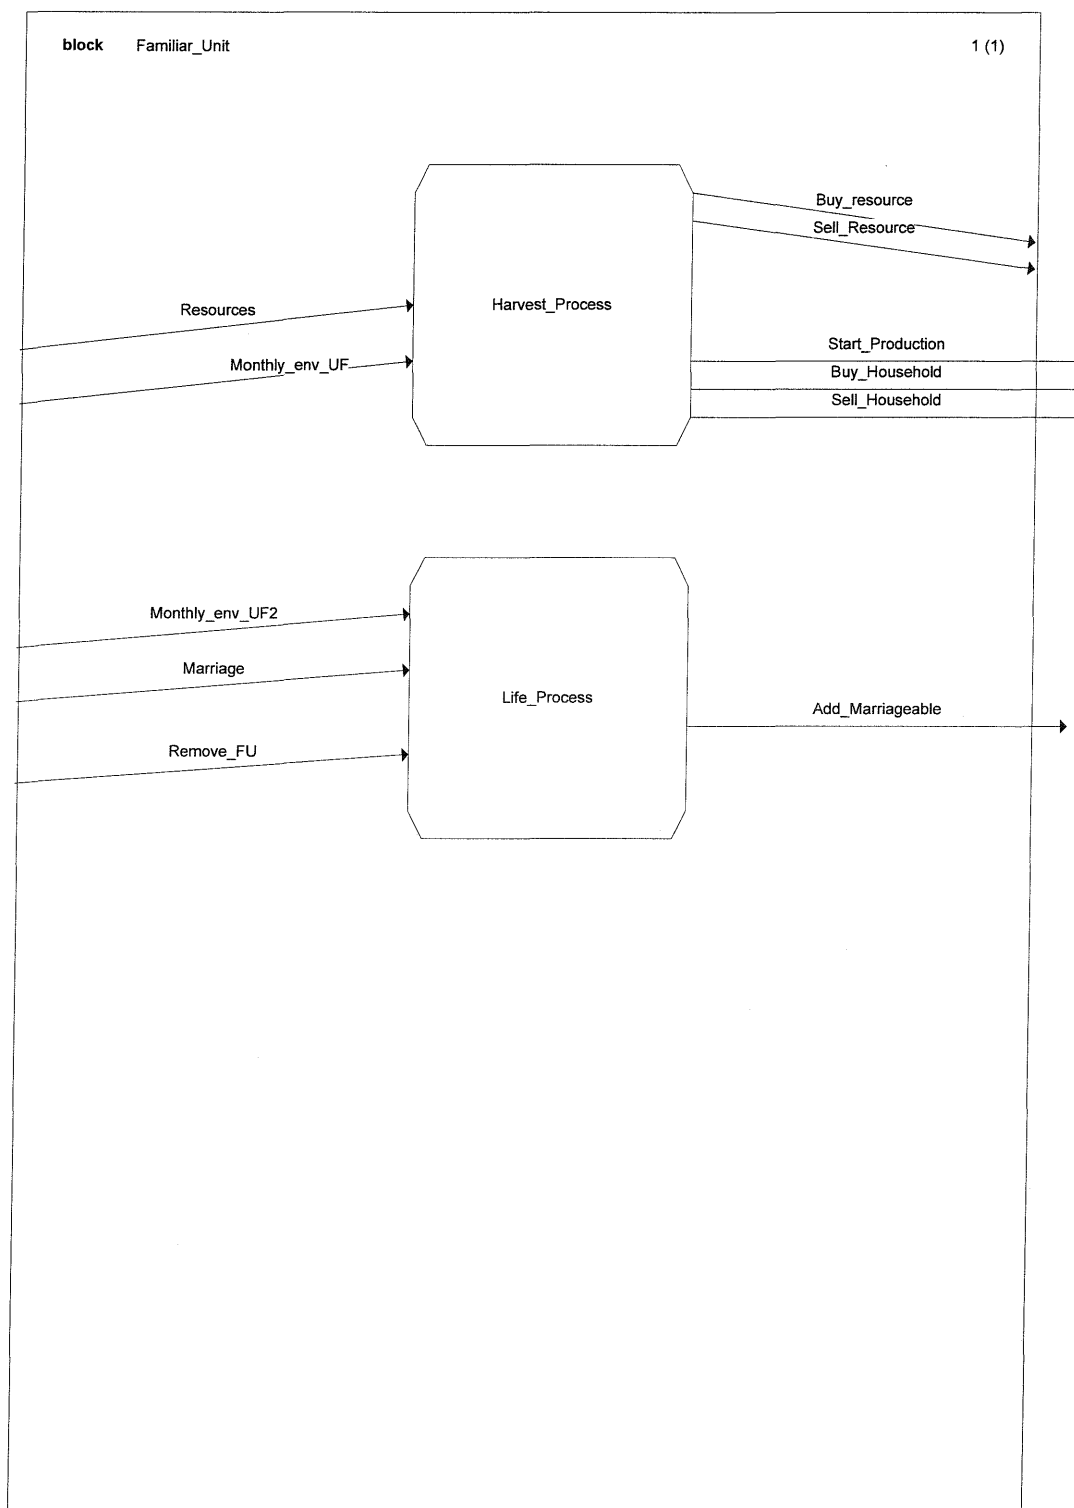 block Familiar_Unit 1 (1)
Buy_resource
Sell_Resource
Resources
Harvest_Process
Start_Production
Monthly_env_UF
Buy_Household
Sell_Household
Monthly_env_UF2
Marriage
Life_Process
Add_Marriageable
Remove_FU